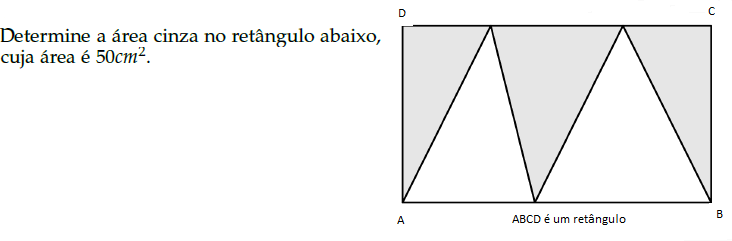 Determine a área cinza no retângulo abaixo,
cuja área é 50cm².
D
C
A
B
ABCD é um retângulo